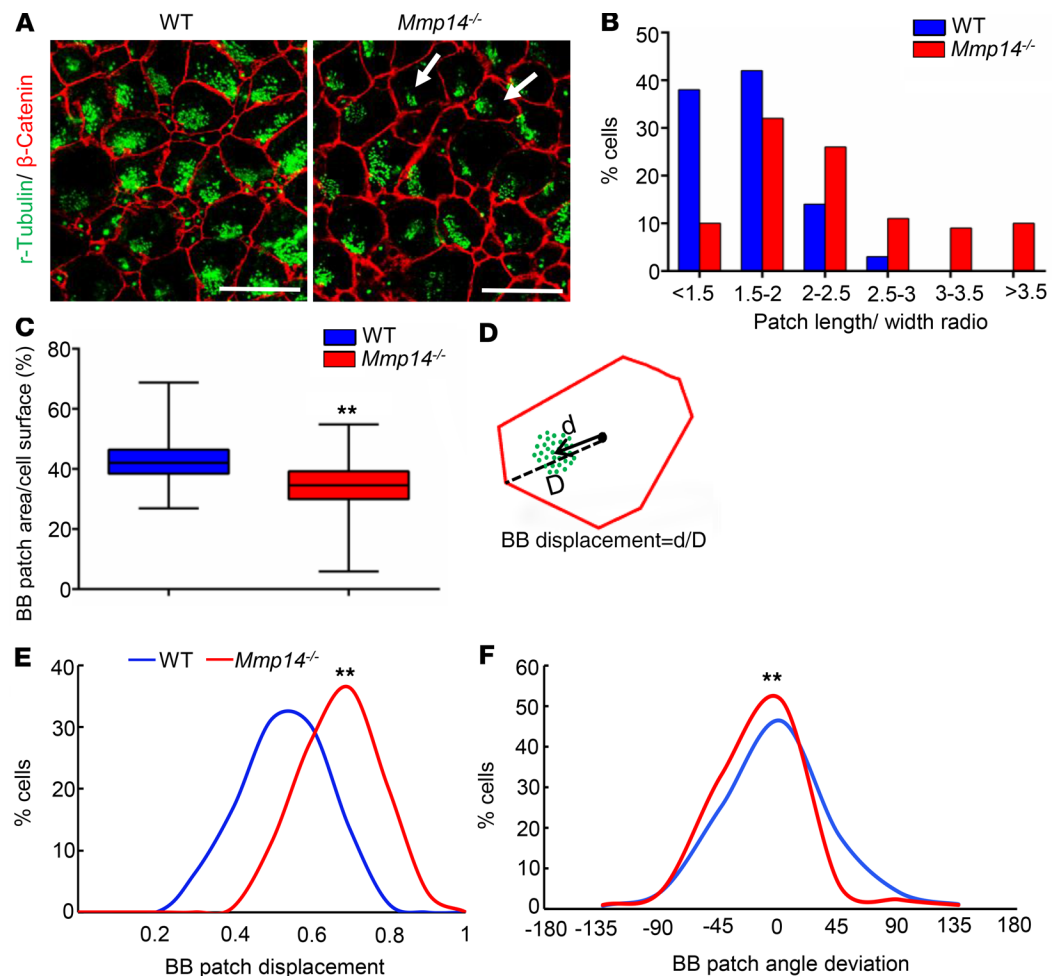 A
WT
Mmp14-/-
r-Tubulin/ β-Catenin
B
WT
Mmp14-/-
% cells
50
40
30
20
10
0
<1.5
1.5-2
2-2.5
2.5-3
3-3.5
>3.5
Patch length/ width radio
C
WT
Mmp14-/-
BB patch area/cell surface (%)
80
60
40
20
0
**
D
d
D
BB displacement=d/D
E
WT
Mmp14-/-
**
% cells
40
30
20
10
0
0.2
0.4
0.6
0.8
1
BB patch displacement
F
**
% cells
60
50
40
30
20
10
0
-180
-135
-90
-45
0
45
90
135
180
BB patch angle deviation